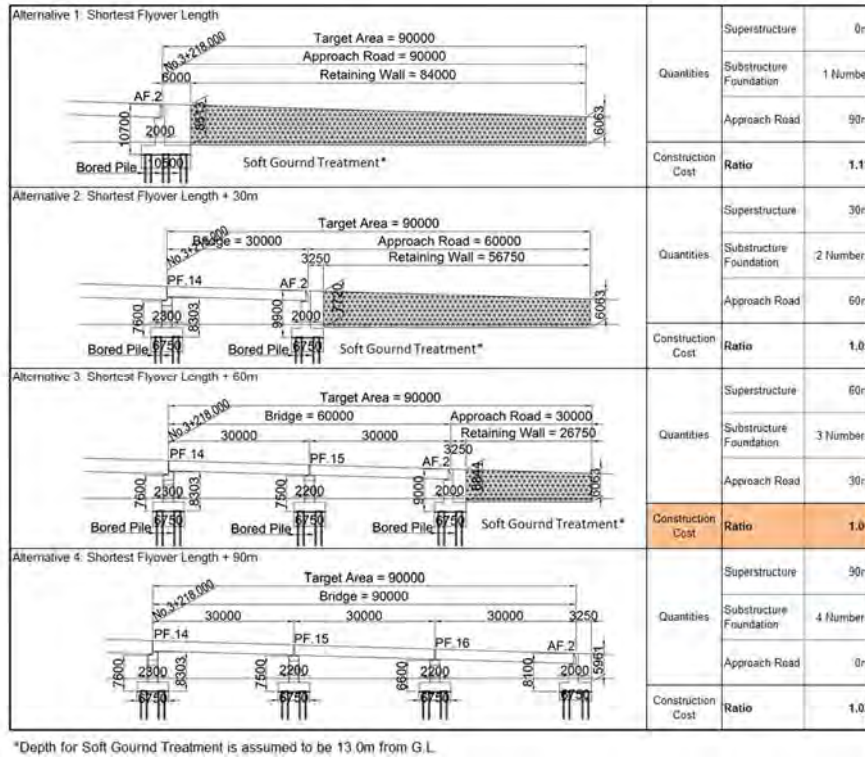 Alternative 1: Shortest Flyover Length
Target Area = 90000
No.3+218.000
Approach Road = 90000
6000
Retaining Wall = 84000
AF.2
10700
2000
8513
6063
10500
Bored Pile
Soft Gournd Treatment*
Quantities
Superstructure
Substructure Foundation
1 Number
Approach Road
Construction Cost
Ratio
Alternative 2: Shortest Flyover Length + 30m
Target Area = 90000
No.3+218.000
Bridge = 30000
Approach Road = 60000
3250
Retaining Wall = 56750
PF.14
AF.2
7600
2300
8303
9900
2000
7720
6063
Bored Pile
6750
Bored Pile
6750
Soft Gournd Treatment*
Quantities
Superstructure
Substructure Foundation
2 Number
Approach Road
Construction Cost
Ratio
Alternative 3: Shortest Flyover Length + 60m
Target Area = 90000
No.3+218.000
Bridge = 60000
Approach Road = 30000
30000
30000
3250
Retaining Wall = 26750
PF.14
PF.15
AF.2
7600
2300
8303
7500
2200
9000
2000
6063
Bored Pile
6750
Bored Pile
6750
Bored Pile
6750
Soft Gournd Treatment*
Quantities
Superstructure
Substructure Foundation
3 Number
Approach Road
Construction Cost
Ratio
Alternative 4: Shortest Flyover Length + 90m
Target Area = 90000
No.3+218.000
Bridge = 90000
30000
30000
30000
3250
PF.14
PF.15
PF.16
AF.2
7600
2300
8303
7500
2200
6600
2200
8100
2000
5961
6750
6750
6750
6750
Quantities
Superstructure
Substructure Foundation
4 Number
Approach Road
Construction Cost
Ratio
*Depth for Soft Gournd Treatment is assumed to be 13.0m from G.L.